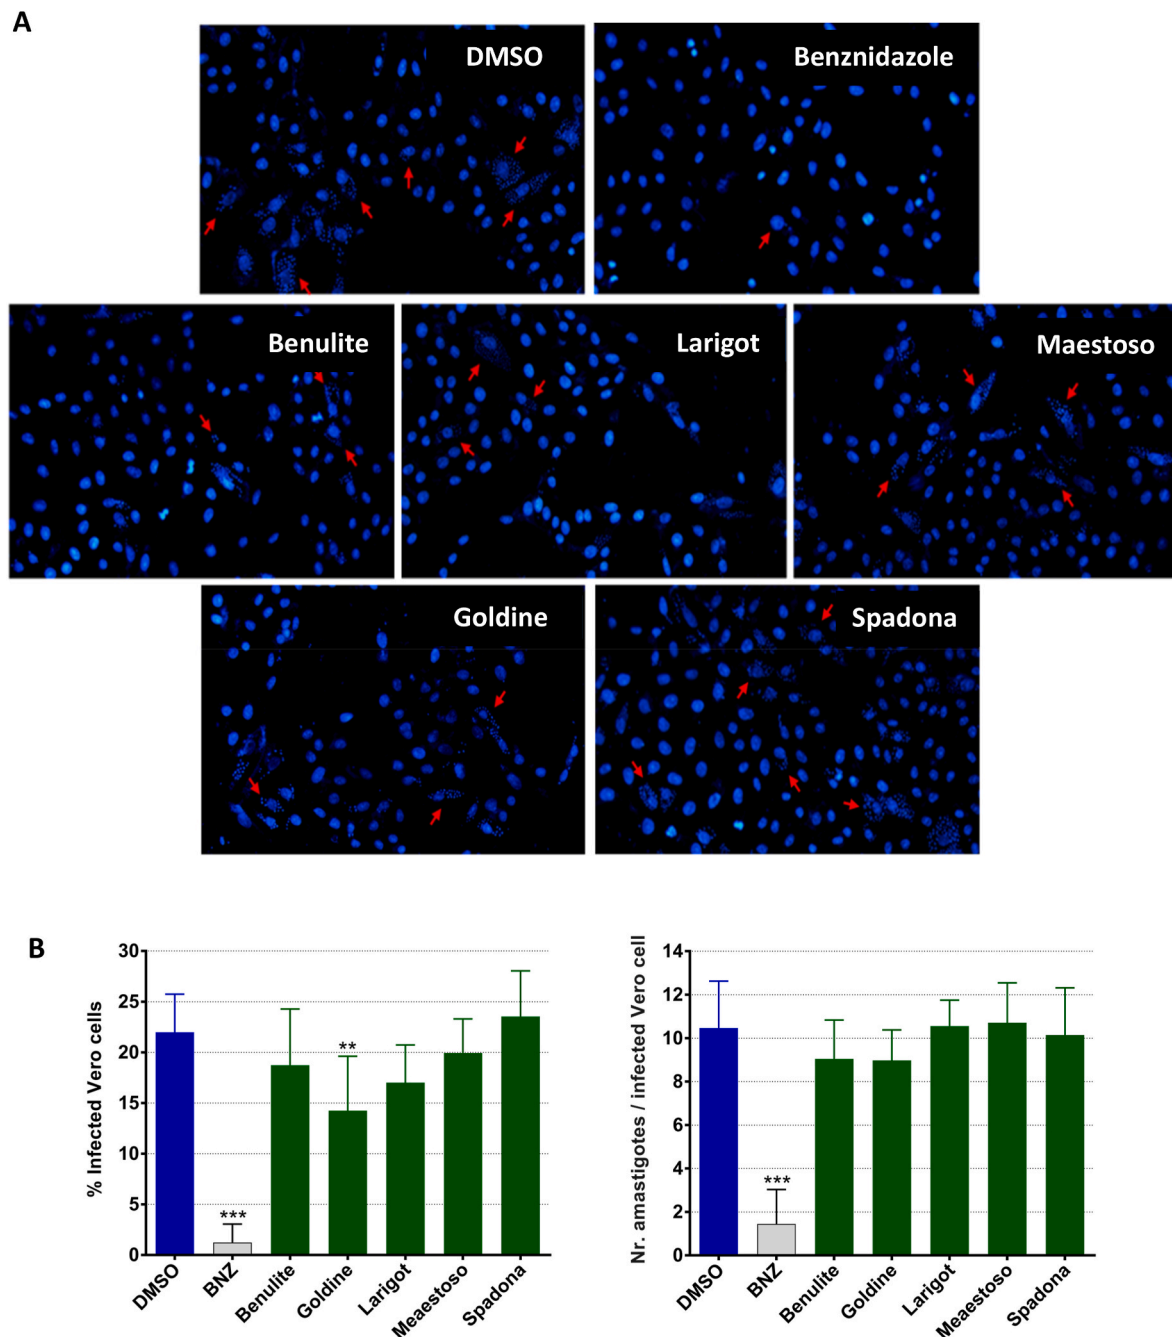 A
DMSO
Benznidazole
Benulite
Larigot
Maestoso
Goldine
Spadona
B
% Infected Vero cells
30
25
20
15
10
5
0
***
**
DMSO
BNZ
Benulite
Goldine
Larigot
Meaestoso
Spadona
Nr. amastigotes / infected Vero cell
14
12
10
8
6
4
2
0
***
DMSO
BNZ
Benulite
Goldine
Larigot
Meaestoso
Spadona